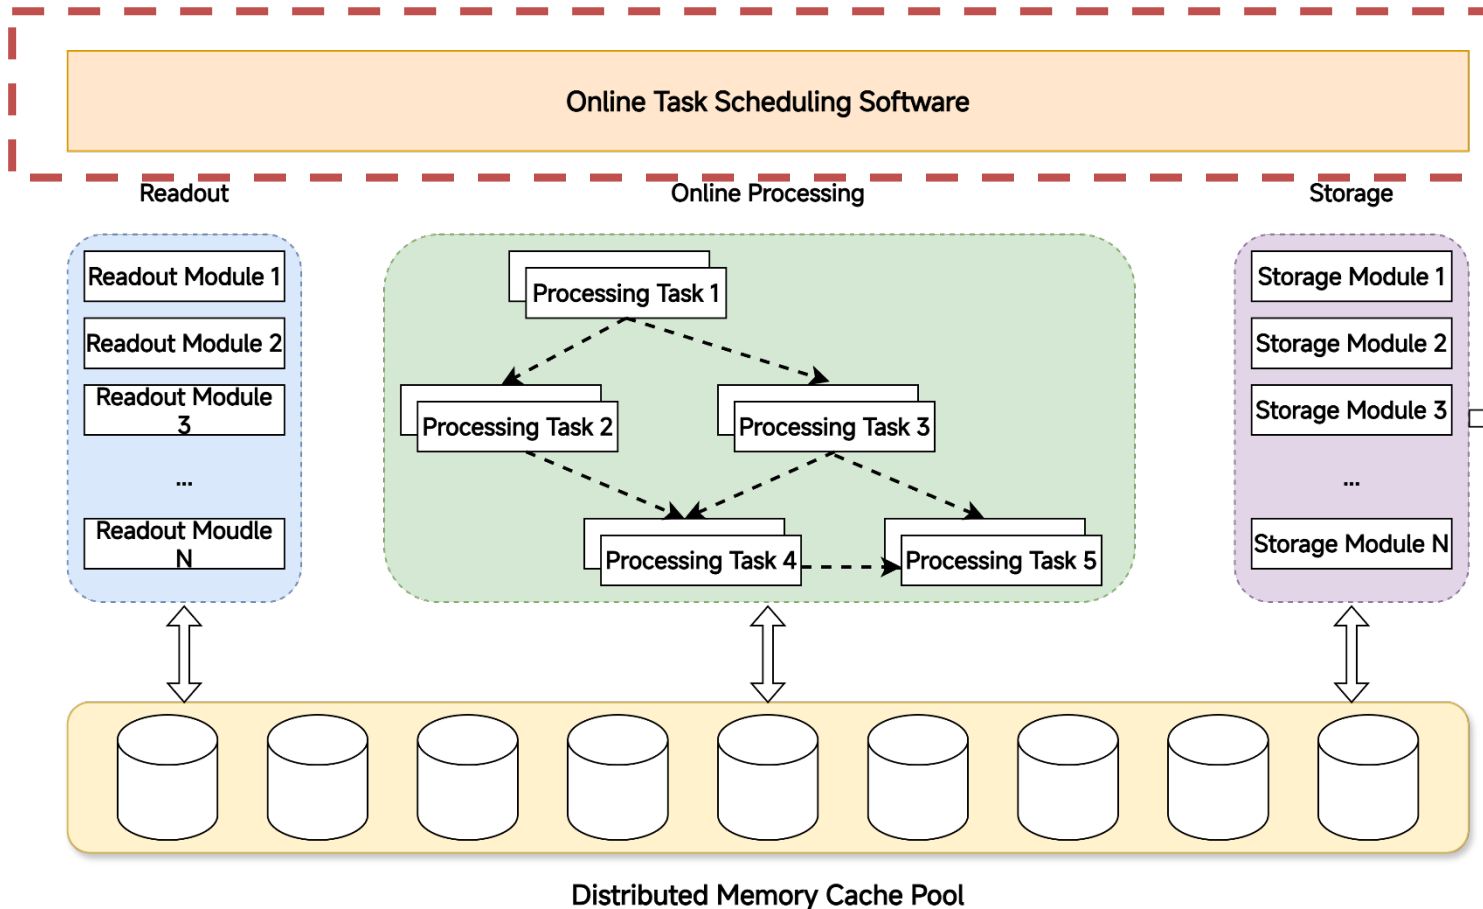 Online Task Scheduling Software
Readout
Online Processing
Storage
Readout Module 1
Readout Module 2
Readout Module
3
...
Readout Moudle
N
Processing Task 1
Processing Task 2
Processing Task 3
Processing Task 4
Processing Task 5
Storage Module 1
Storage Module 2
Storage Module 3
...
Storage Module N
Distributed Memory Cache Pool